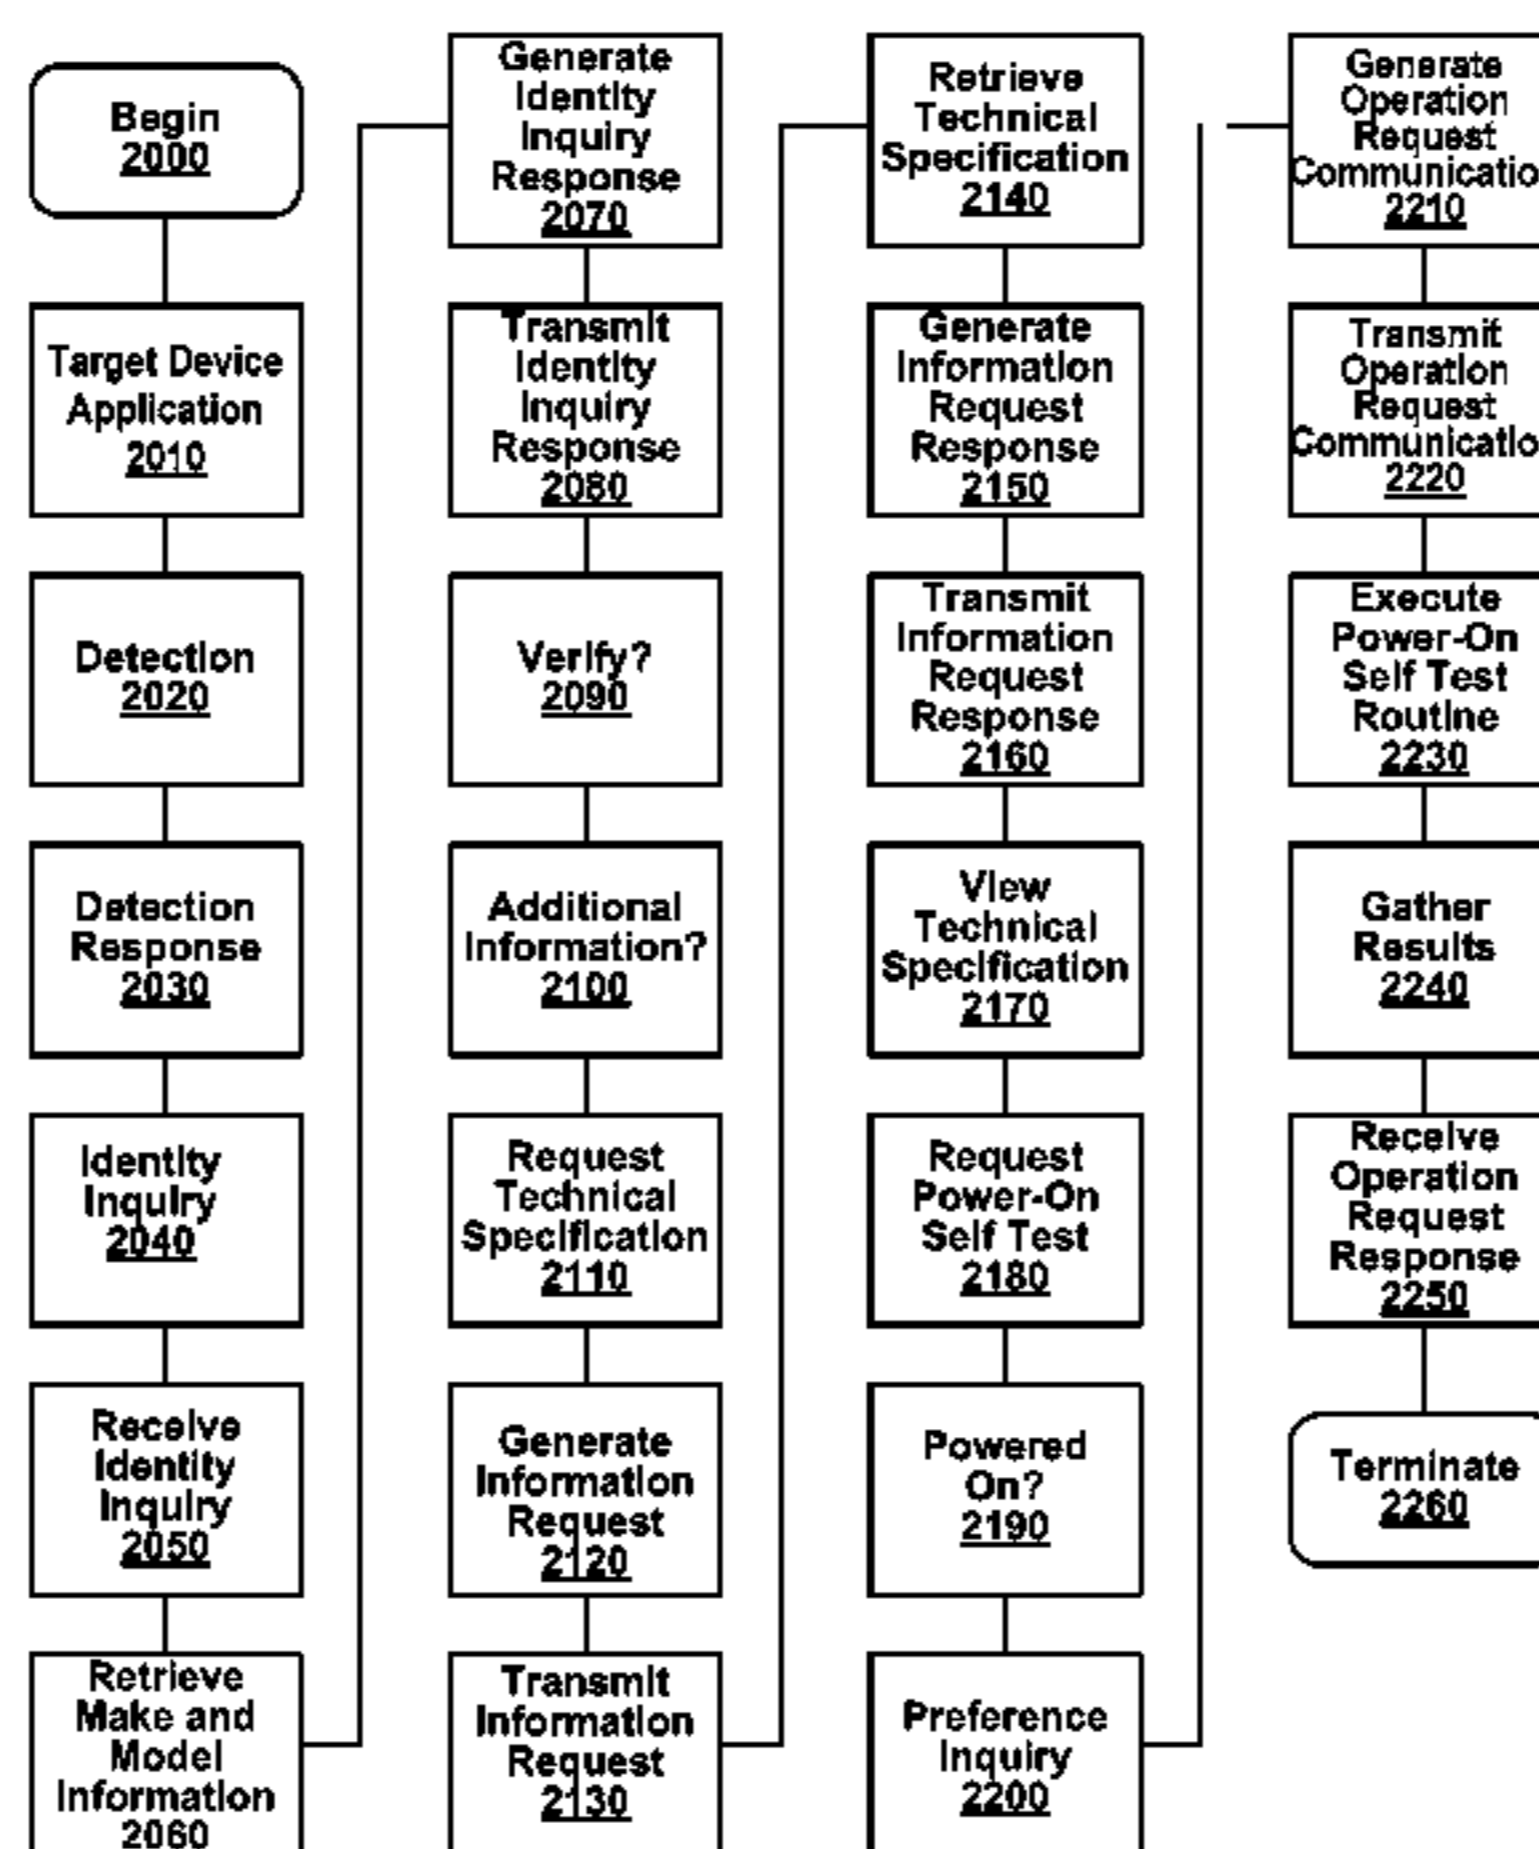 Begin
2000
Target Device
Application
2010
Detection
2020
Detection
Response
2030
Identity
Inquiry
2040
Receive
Identity
Inquiry
2050
Retrieve
Make and
Model
Information
2060
Generate
Identity
Inquiry
Response
2070
Transmit
Identity
Inquiry
Response
2080
Verify?
2090
Additional
Information?
2100
Request
Technical
Specification
2110
Generate
Information
Request
2120
Transmit
Information
Request
2130
Retrieve
Technical
Specification
2140
Generate
Information
Request
Response
2150
Transmit
Information
Request
Response
2160
View
Technical
Specification
2170
Request
Power-On
Self Test
2180
Powered
On?
2190
Preference
Inquiry
2200
Generate
Operation
Request
Communicatio
2210
Transmit
Operation
Request
Communicatio
2220
Execute
Power-On
Self Test
Routine
2230
Gather
Results
2240
Receive
Operation
Request
Response
2250
Terminate
2260